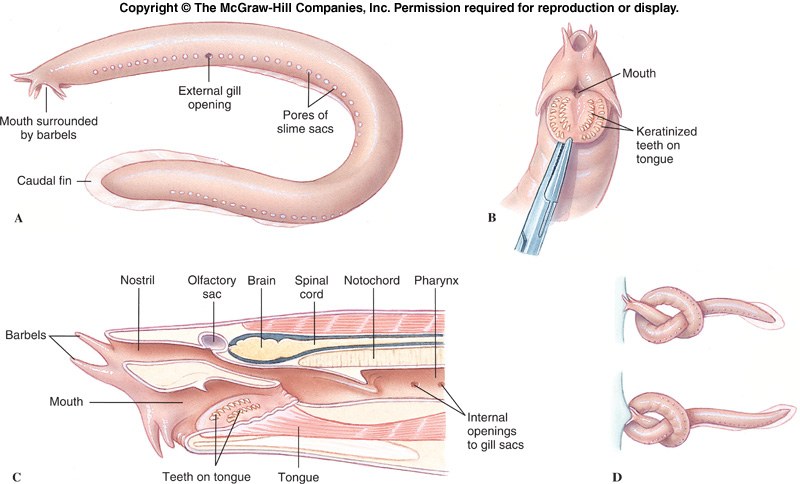 Copyright © The McGraw-Hill Companies, Inc. Permission required for reproduction or display.
External gill
opening
Pores of
slime sacs
Mouth surrounded
by barbels
Caudal fin
A
Mouth
Keratinized
teeth on
tongue
B
Nostril
Olfactory
sac
Brain
Spinal
cord
Notochord
Pharynx
Barbels
Mouth
Internal
openings
to gill sacs
Teeth on tongue
Tongue
C
D